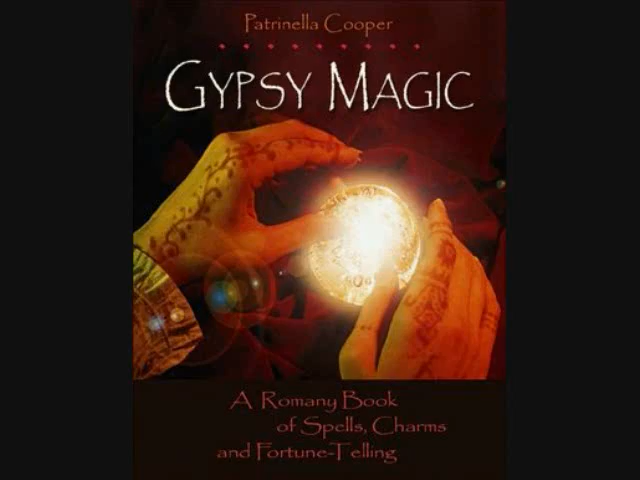 Patrinella Cooper
GYPSY MAGIC
A Romany Book
of Spells, Charms
and Fortune-Telling